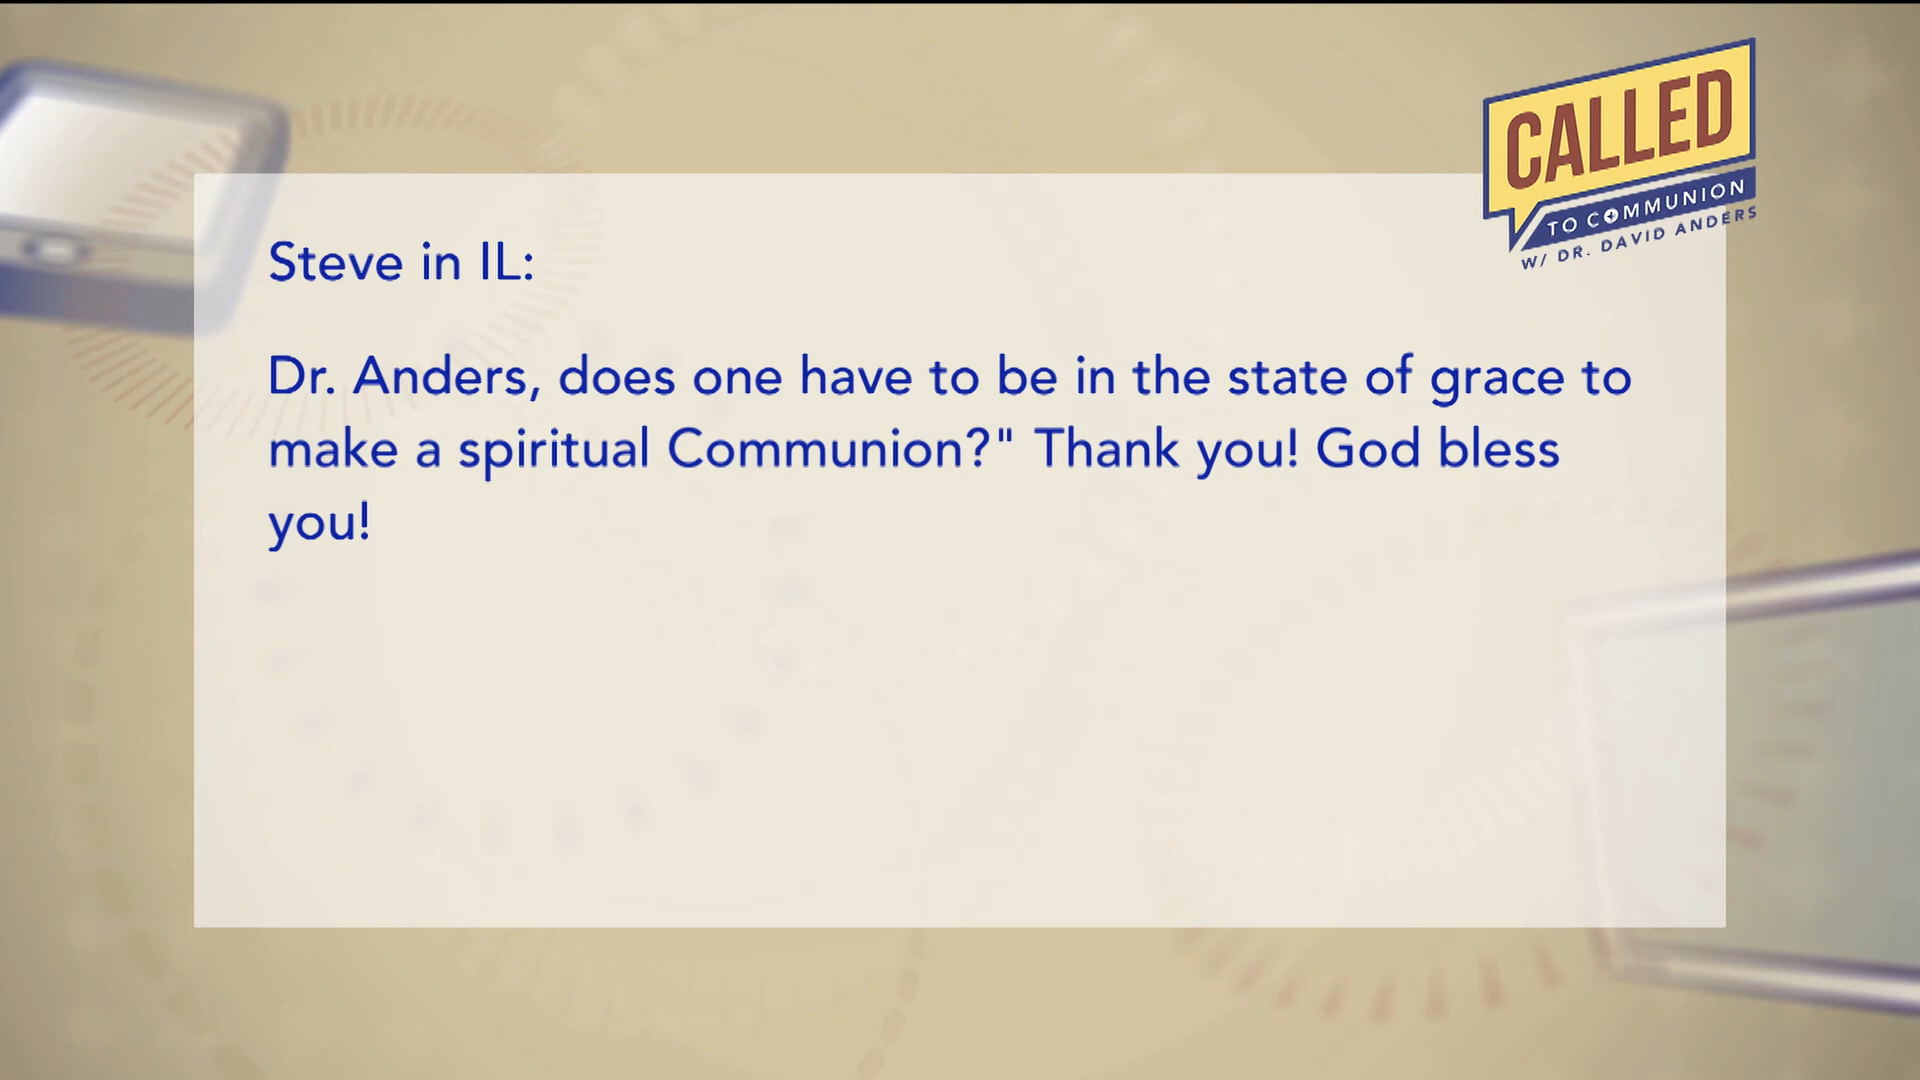 CALLED
TO COMMUNION
W/ DR. DAVID ANDERS
Steve in IL:
Dr. Anders, does one have to be in the state of grace to
make a spiritual Communion?" Thank you! God bless
you!